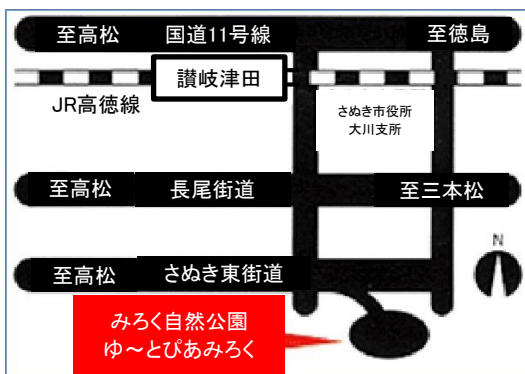 至高松 国道11号線 至徳島
讃岐津田
JR高徳線
さぬき市役所
大川支所
至高松 長尾街道 至三本松
N
至高松 さぬき東街道
みろく自然公園
ゆ～とぴあみろく